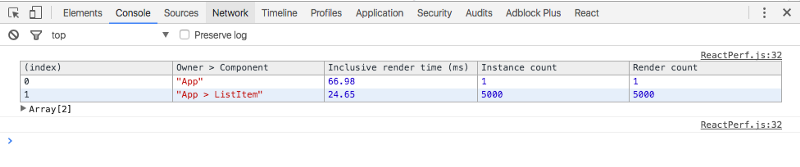 Elements Console Sources Network Timeline Profiles Application Security Audits Adblock Plus React
top Preserve log
ReactPerf.js:32
(index) Owner > Component Inclusive render time (ms) Instance count Render count
0 "App" 66.98 1 1
1 "App > ListItem" 24.65 5000 5000
Array[2]
ReactPerf.js:32